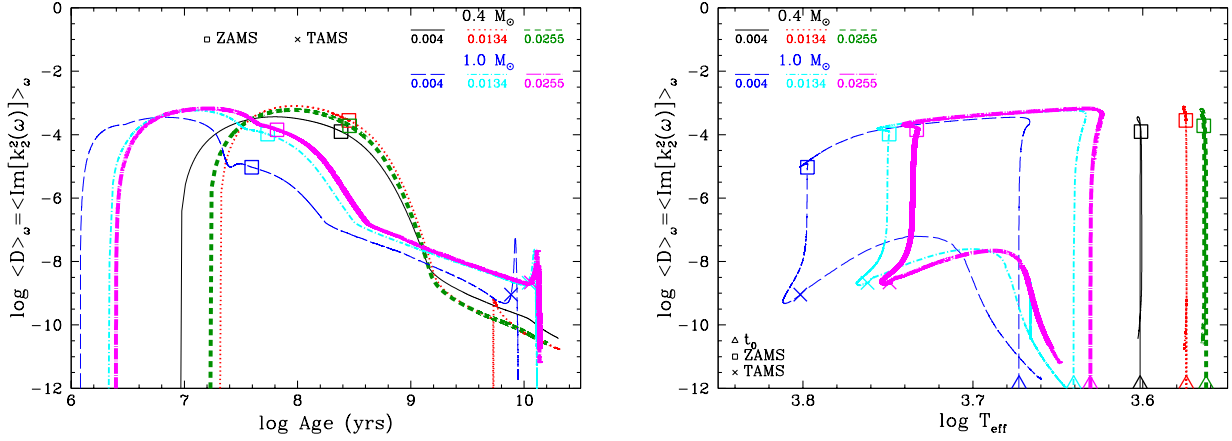 0.4 M⊙
□ ZAMS × TAMS
0.004 0.0134 0.0255
1.0 M⊙
0.004 0.0134 0.0255
log <D>ω=<Im[k₂²(ω)]>ω
0
−2
−4
−6
−8
−10
−12
6 7 8 9 10
log Age (yrs)
0.4 M⊙
0.004 0.0134 0.0255
1.0 M⊙
0.004 0.0134 0.0255
log <D>ω=<Im[k₂²(ω)]>ω
0
−2
−4
−6
−8
−10
−12
△ t₀
□ ZAMS
× TAMS
3.8 3.7 3.6
log Teff